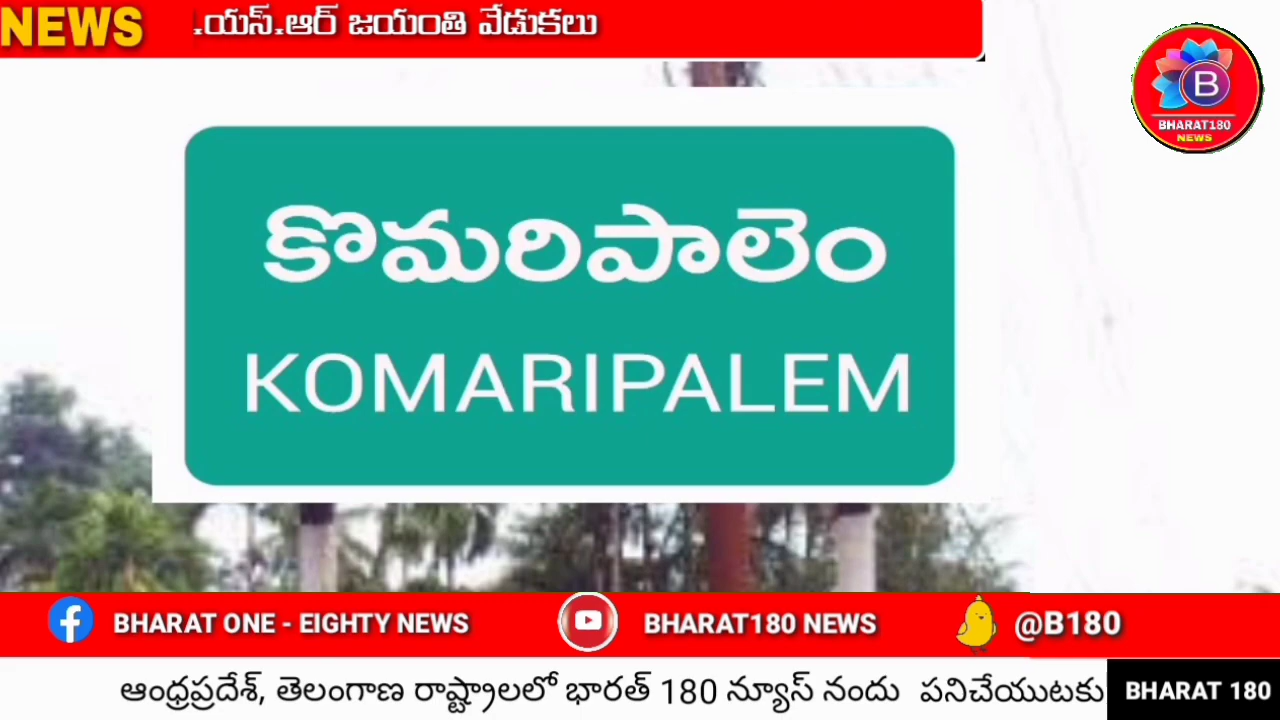 NEWS
.యస్.ఆర్ జయంతి వేడుకలు
B
BHARAT180
NEWS
కొమరిపాలెం
KOMARIPALEM
BHARAT ONE - EIGHTY NEWS
BHARAT180 NEWS
@B180
ఆంధ్రప్రదేశ్, తెలంగాణ రాష్ట్రాలలో భారత్ 180 న్యూస్ నందు పనిచేయుటకు
BHARAT 180